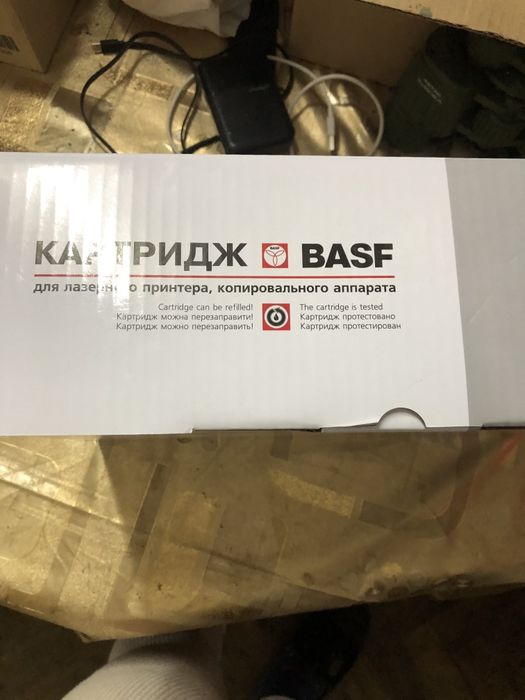 КАРТРИДЖ BASF BASF
для лазерного принтера, копировального аппарата
Cartridge can be refilled!
Картридж можна перезаправити!
Картридж можно перезаправить!
The cartridge is tested
Картридж протестовано
Картридж протестирован